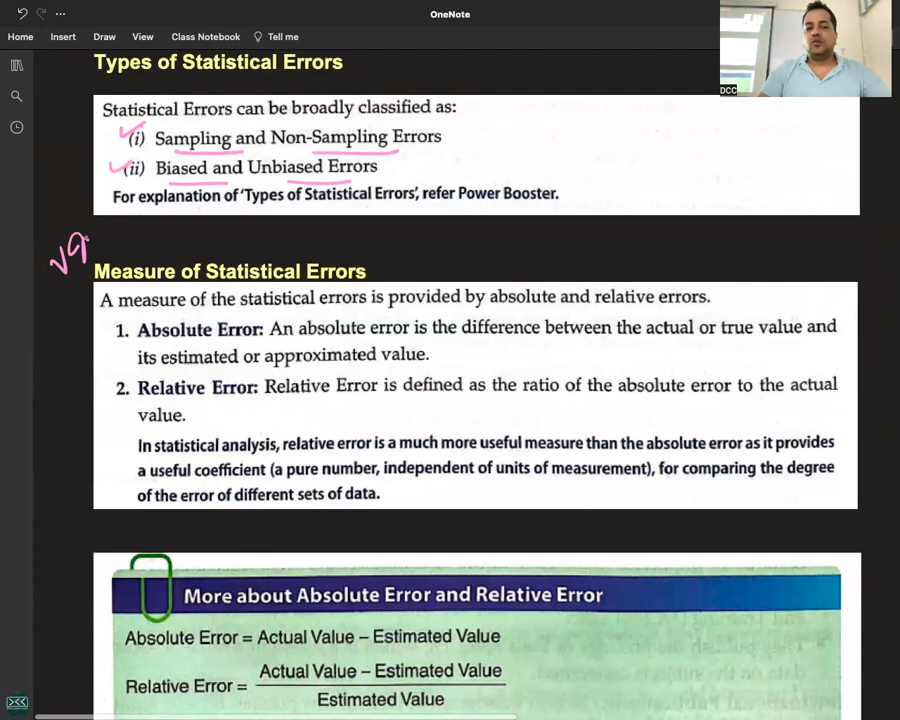 OneNote
Home Insert Draw View Class Notebook Tell me
DCC
Types of Statistical Errors
Statistical Errors can be broadly classified as:
(i) Sampling and Non-Sampling Errors
(ii) Biased and Unbiased Errors
For explanation of 'Types of Statistical Errors', refer Power Booster.
Measure of Statistical Errors
A measure of the statistical errors is provided by absolute and relative errors.
1. Absolute Error: An absolute error is the difference between the actual or true value and
its estimated or approximated value.
2. Relative Error: Relative Error is defined as the ratio of the absolute error to the actual
value.
In statistical analysis, relative error is a much more useful measure than the absolute error as it provides
a useful coefficient (a pure number, independent of units of measurement), for comparing the degree
of the error of different sets of data.
More about Absolute Error and Relative Error
Absolute Error = Actual Value – Estimated Value
Actual Value – Estimated Value
Relative Error =
Estimated Value